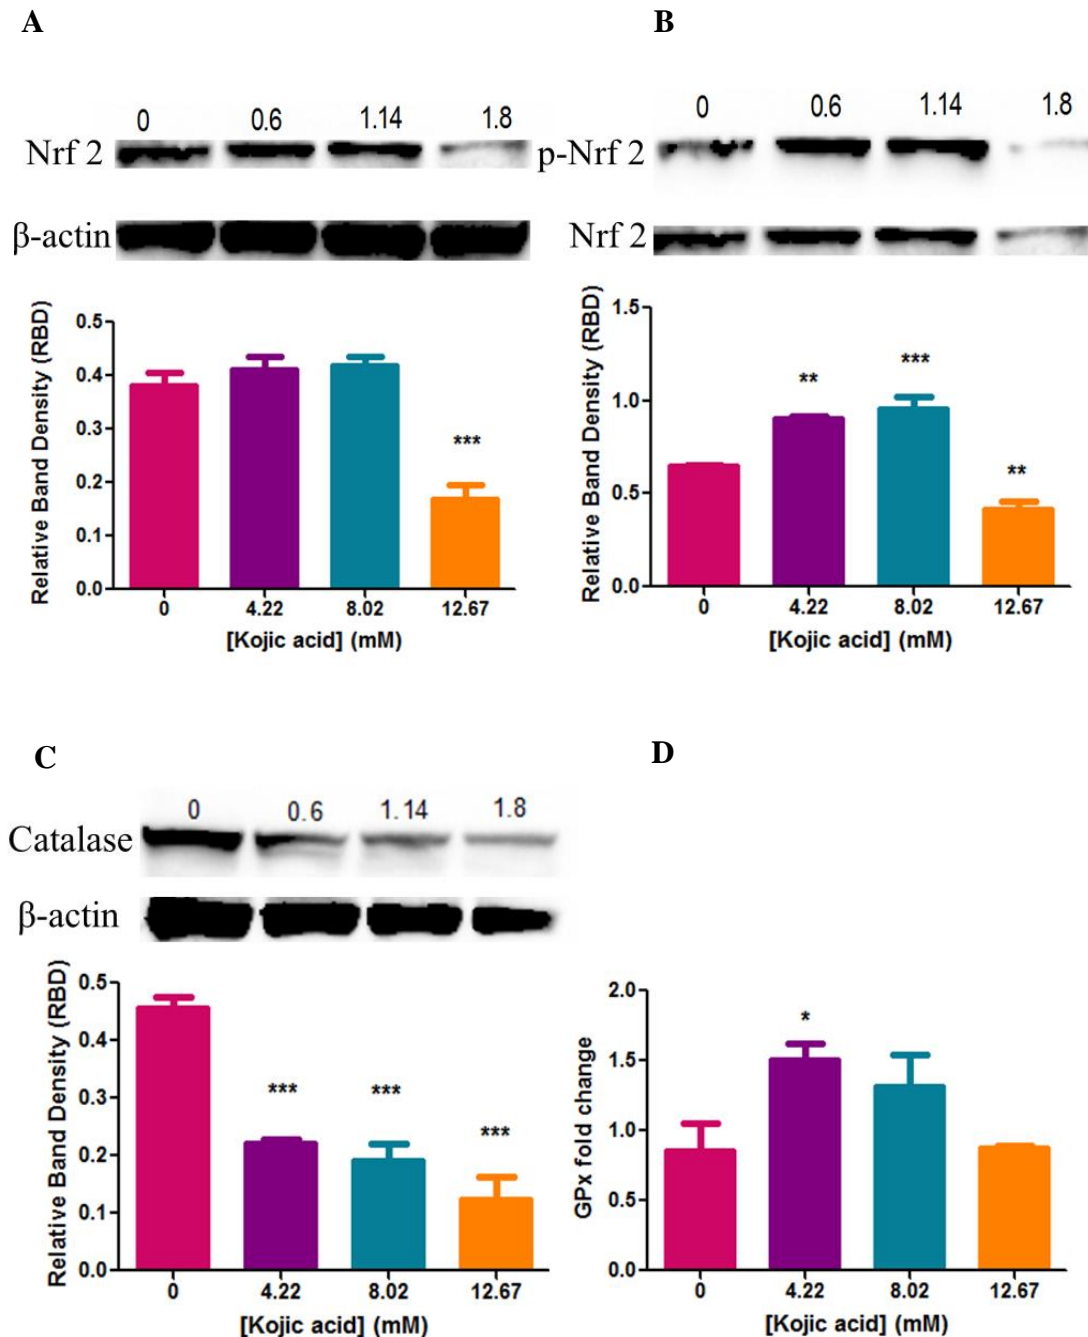 A
0 0.6 1.14 1.8
Nrf 2
β-actin
Relative Band Density (RBD)
0.5
0.4
0.3
0.2
0.1
0.0
***
0 4.22 8.02 12.67
[Kojic acid] (mM)
B
0 0.6 1.14 1.8
p-Nrf 2
Nrf 2
Relative Band Density (RBD)
1.5
1.0
0.5
0.0
** *** **
0 4.22 8.02 12.67
[Kojic acid] (mM)
C
0 0.6 1.14 1.8
Catalase
β-actin
Relative Band Density (RBD)
0.5
0.4
0.3
0.2
0.1
0.0
*** *** ***
0 4.22 8.02 12.67
[Kojic acid] (mM)
D
GPx fold change
2.0
1.5
1.0
0.5
0.0
*
0 4.22 8.02 12.67
[Kojic acid] (mM)